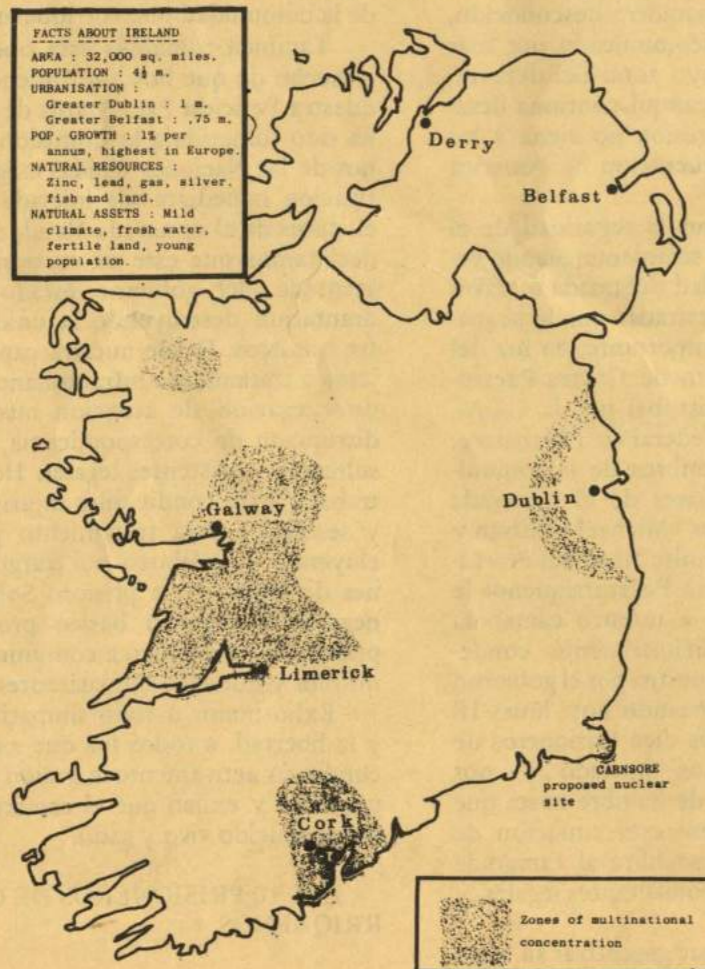 FACTS ABOUT IRELAND
AREA : 32,000 sq. miles.
POPULATION : 4½ m.
URBANISATION :
Greater Dublin : 1 m.
Greater Belfast : .75 m.
POP. GROWTH : 1% per
annum, highest in Europe.
NATURAL RESOURCES :
Zinc, lead, gas, silver.
fish and land.
NATURAL ASSETS : Mild
climate, fresh water,
fertile land, young
population.
Derry
Belfast
Galway
Dublin
Limerick
CARNSORE
proposed nuclear
site
Cork
Zones of multinational
concentration